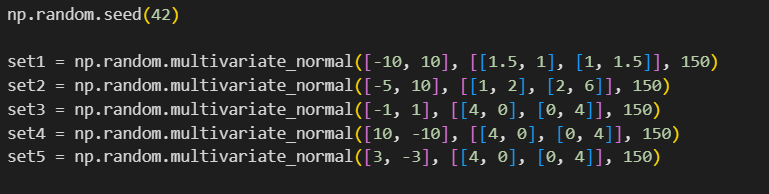 np.random.seed(42)
set1 = np.random.multivariate_normal([-10, 10], [[1.5, 1], [1, 1.5]], 150)
set2 = np.random.multivariate_normal([-5, 10], [[1, 2], [2, 6]], 150)
set3 = np.random.multivariate_normal([-1, 1], [[4, 0], [0, 4]], 150)
set4 = np.random.multivariate_normal([10, -10], [[4, 0], [0, 4]], 150)
set5 = np.random.multivariate_normal([3, -3], [[4, 0], [0, 4]], 150)